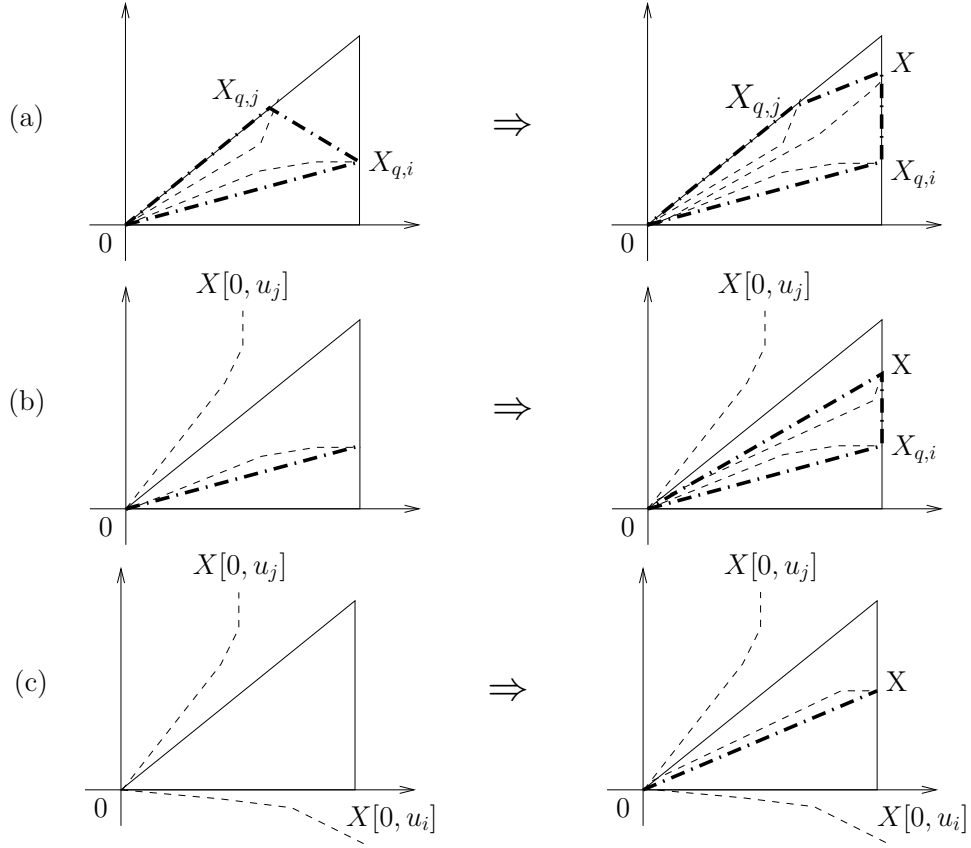 (a)
$X_{q,j}$
$X_{q,i}$
0
⇒
$X_{q,j}$
X
$X_{q,i}$
0
(b)
$X[0, u_j]$
0
⇒
$X[0, u_j]$
X
$X_{q,i}$
0
(c)
$X[0, u_j]$
0
$X[0, u_i]$
⇒
$X[0, u_j]$
X
0
$X[0, u_i]$